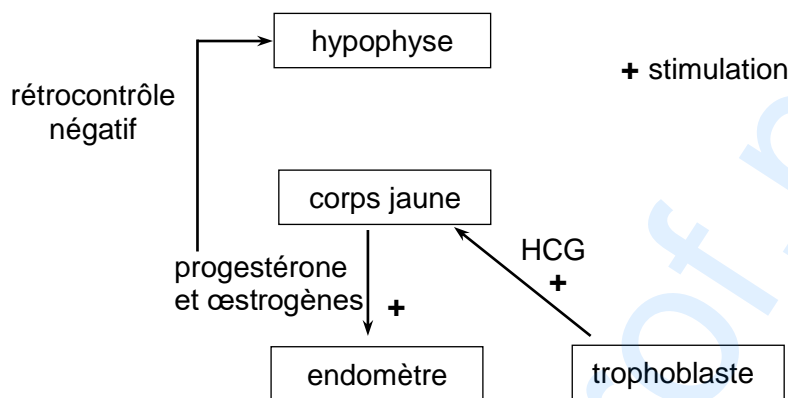 hypophyse
+ stimulation
rétrocontrôle
négatif
corps jaune
HCG
+
progestérone
et œstrogènes
+
endomètre
trophoblaste